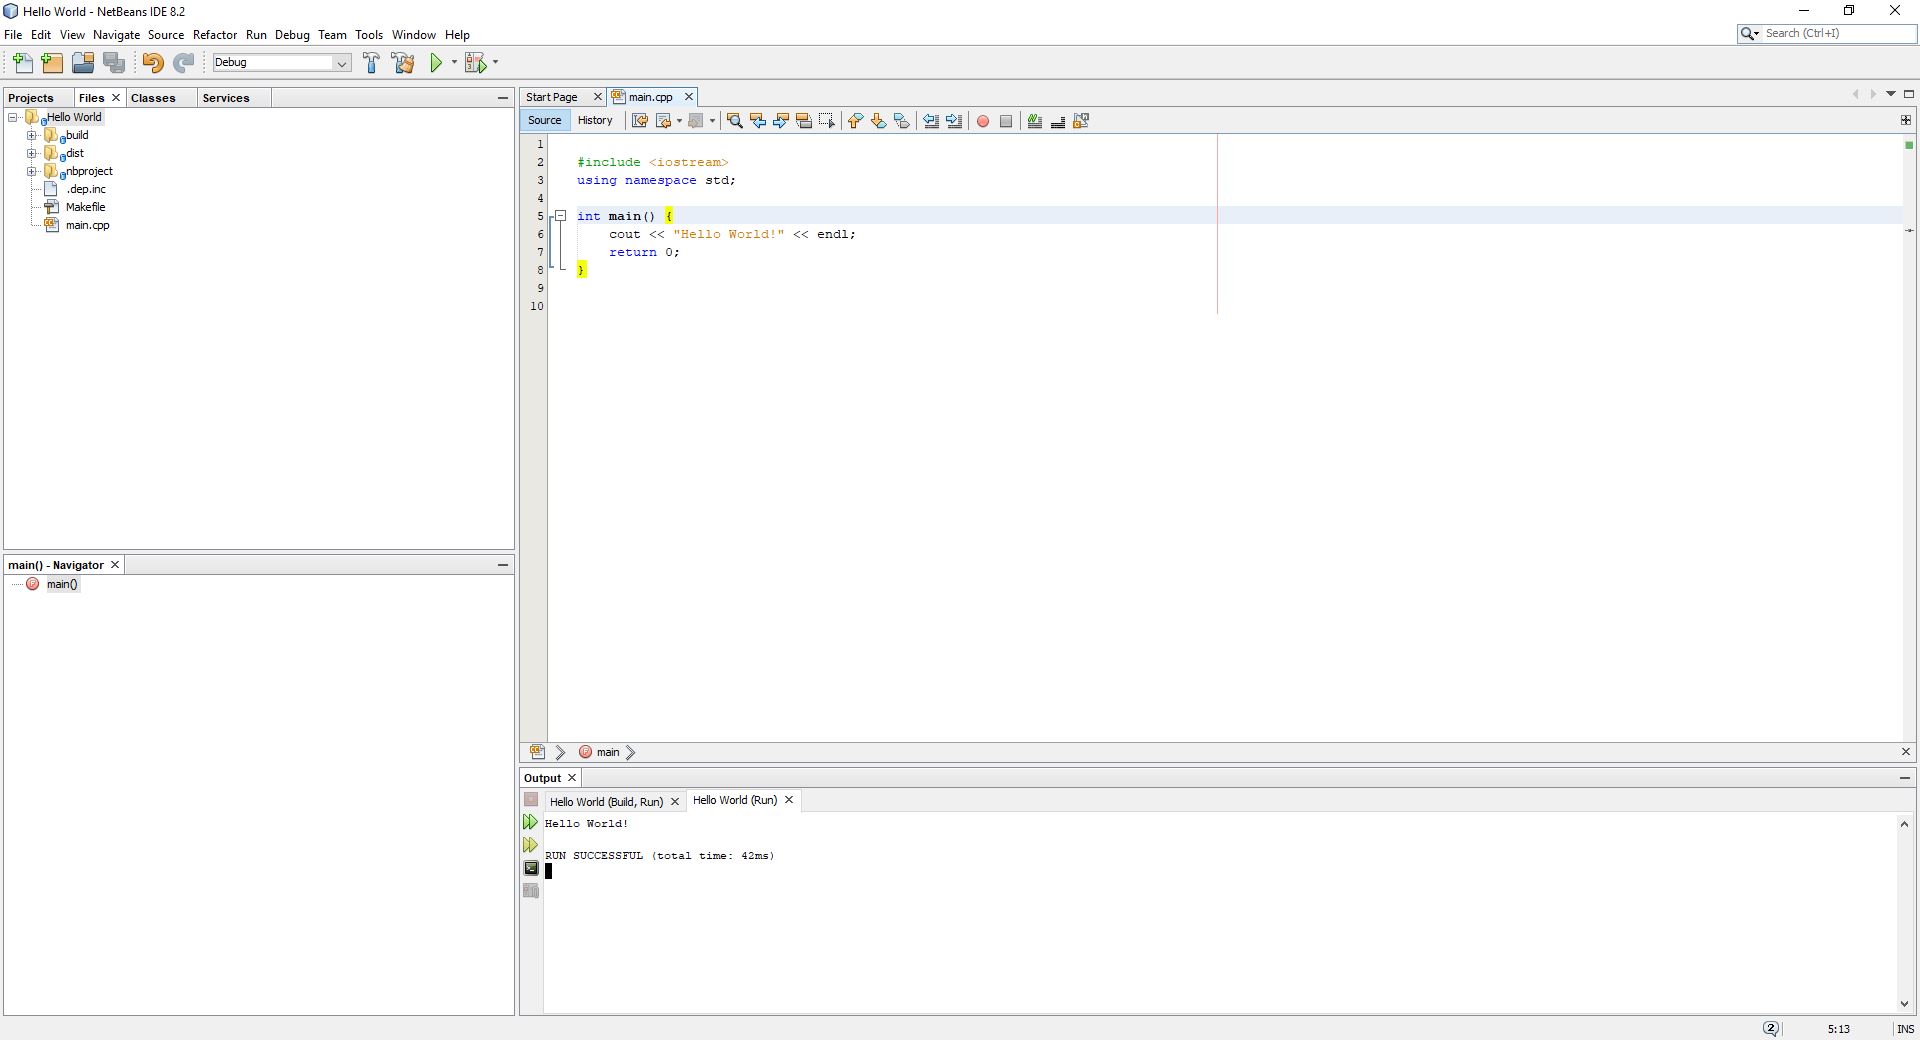 Hello World - NetBeans IDE 8.2
File Edit View Navigate Source Refactor Run Debug Team Tools Window Help
Search (Ctrl+I)
Debug
Projects Files Classes Services
Hello World
build
dist
nbproject
.dep.inc
Makefile
main.cpp
main() - Navigator
main()
Start Page main.cpp
Source History
1
2 #include <iostream>
3 using namespace std;
4
5 int main() {
6 cout << "Hello World!" << endl;
7 return 0;
8 }
9
10
main
Output
Hello World (Build, Run) Hello World (Run)
Hello World!
RUN SUCCESSFUL (total time: 42ms)
2 5:13 INS